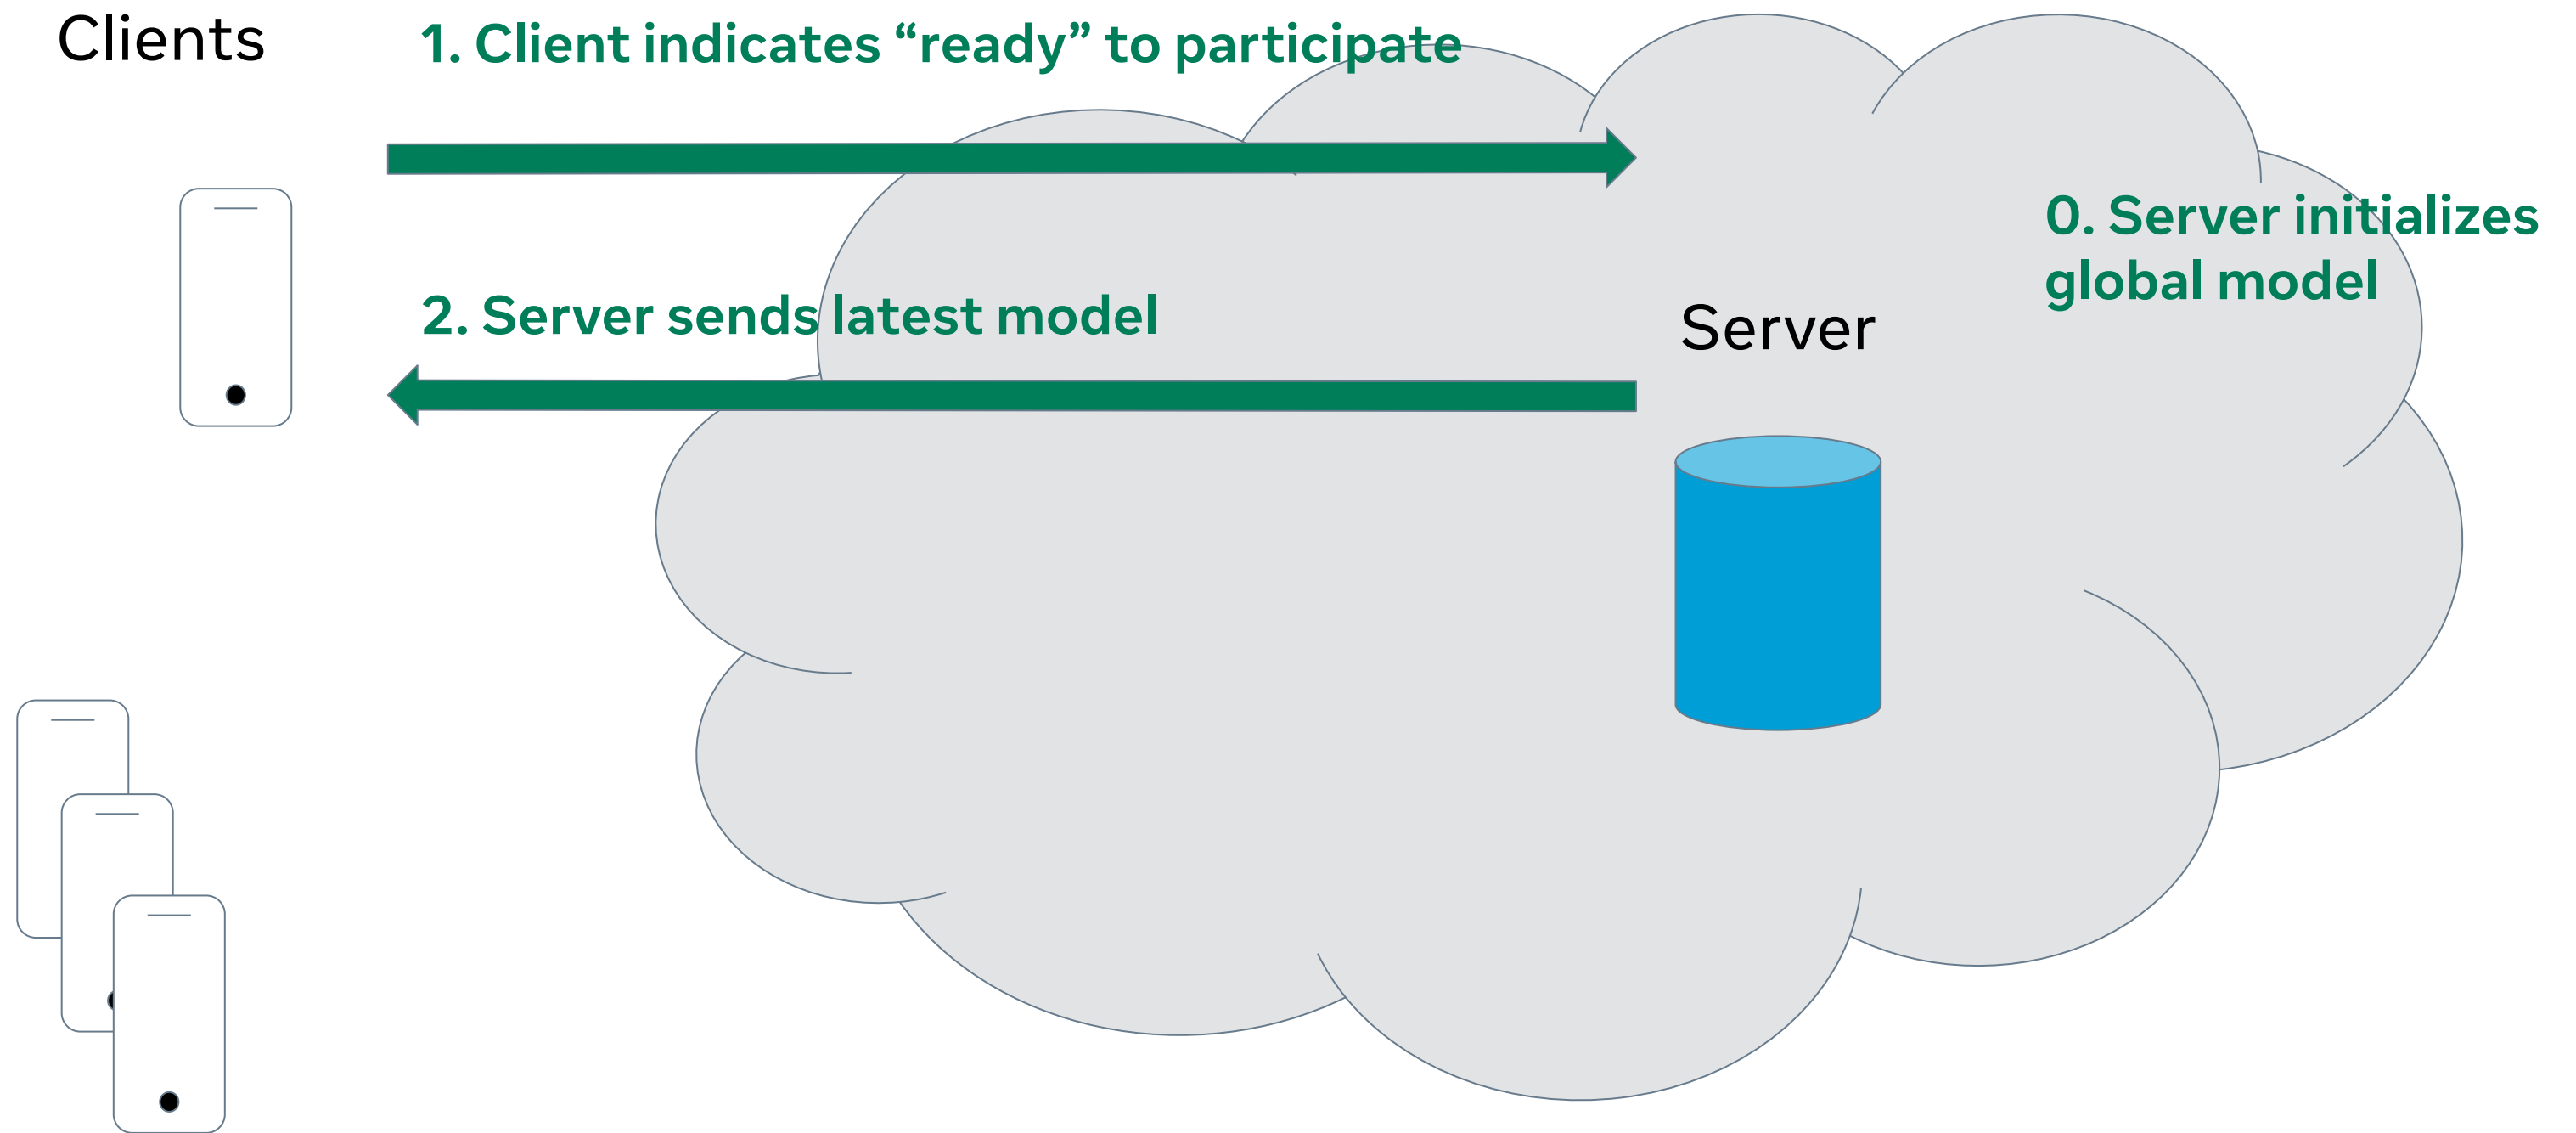 Clients
1. Client indicates “ready” to participate
0. Server initializes
global model
2. Server sends latest model
Server